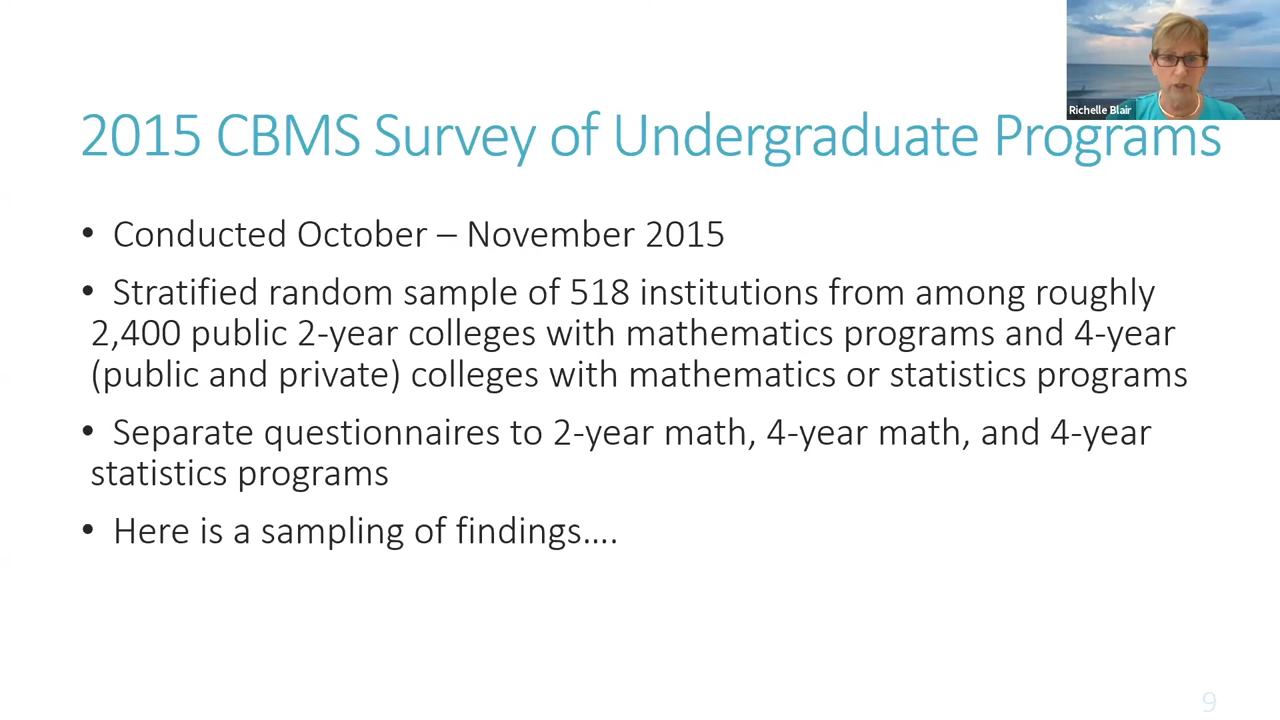 Richelle Blair
2015 CBMS Survey of Undergraduate Programs
• Conducted October – November 2015
• Stratified random sample of 518 institutions from among roughly
2,400 public 2-year colleges with mathematics programs and 4-year
(public and private) colleges with mathematics or statistics programs
• Separate questionnaires to 2-year math, 4-year math, and 4-year
statistics programs
• Here is a sampling of findings....
9